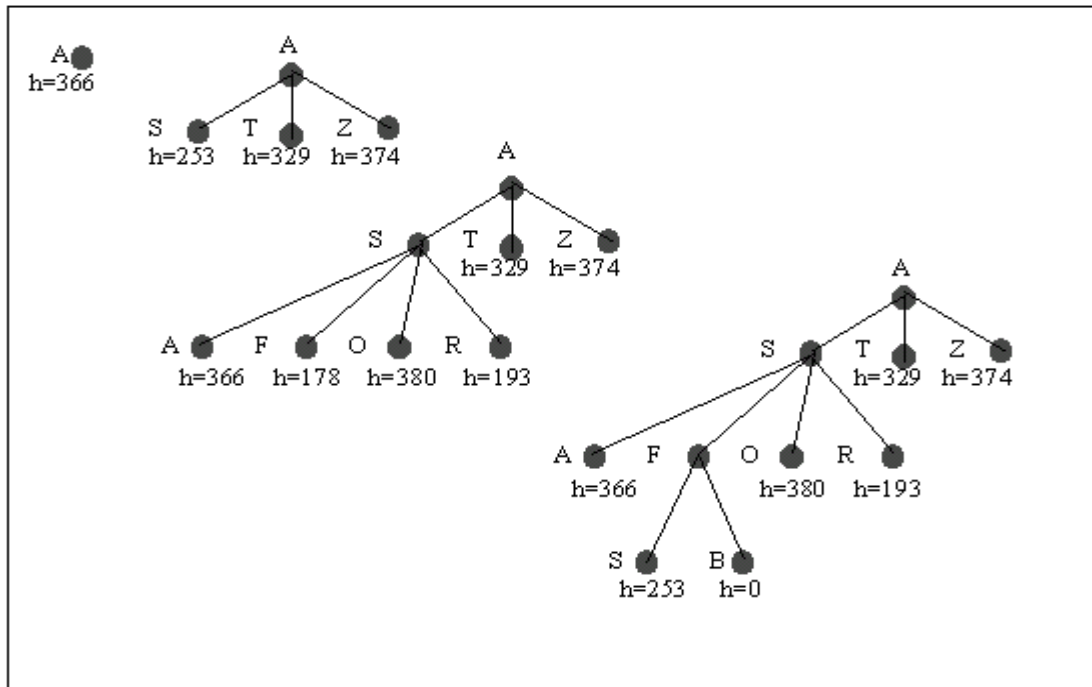 A
h=366
A
S T Z
h=253 h=329 h=374
A
S T Z
h=329 h=374
A F O R
h=366 h=178 h=380 h=193
A
S T Z
h=329 h=374
A F O R
h=366 h=380 h=193
S B
h=253 h=0